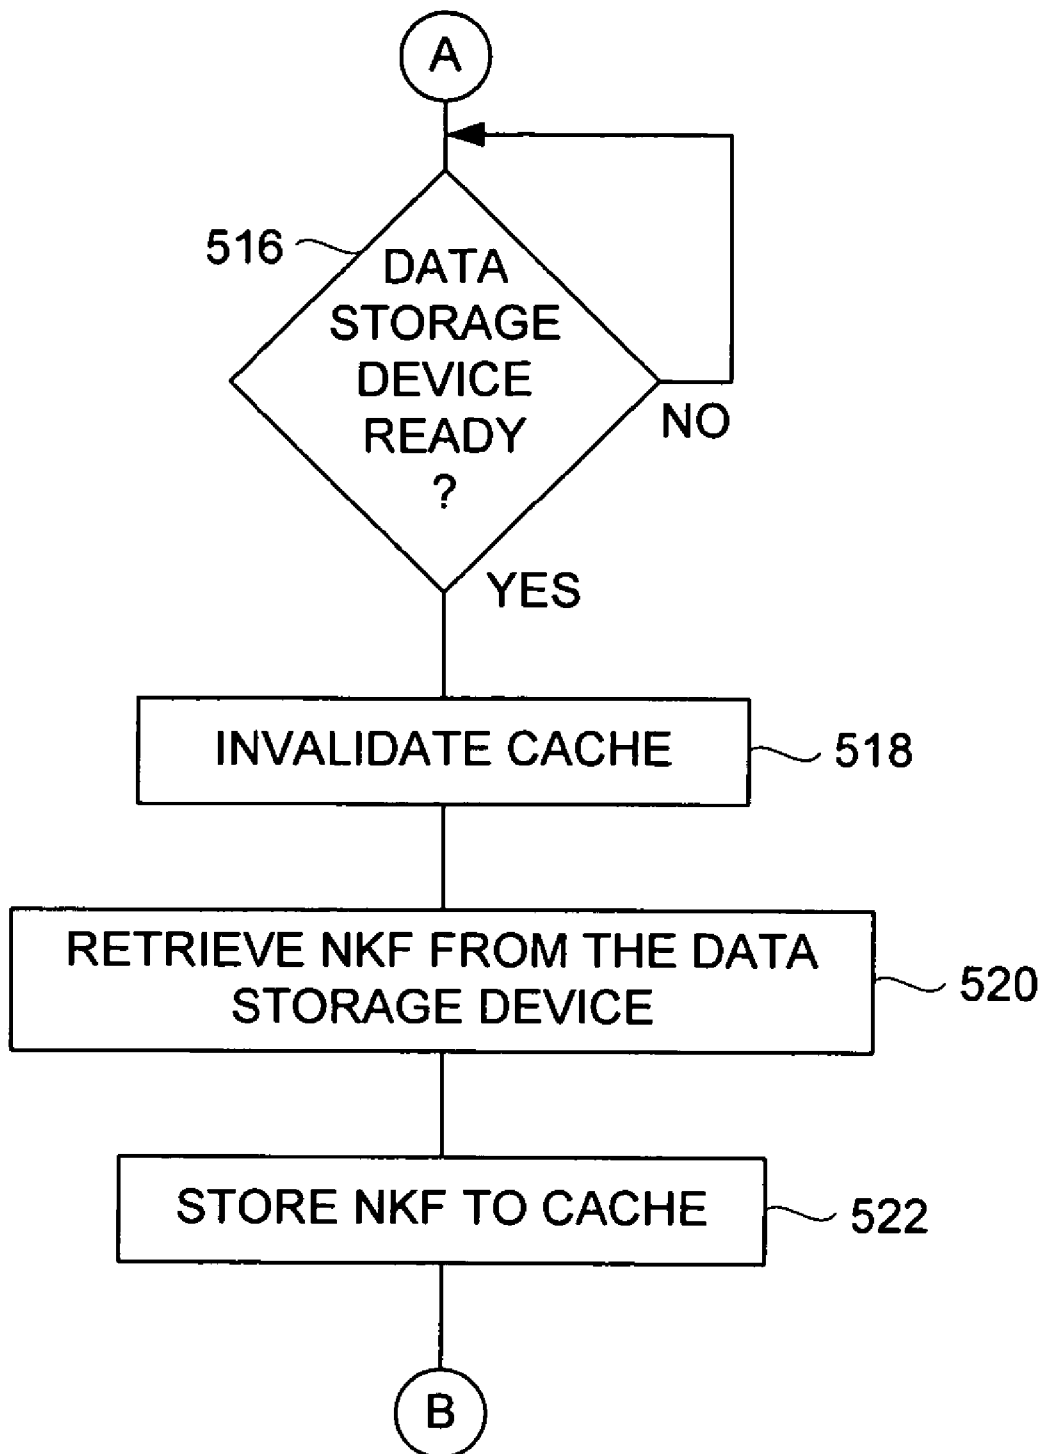 A
516
DATA
STORAGE
DEVICE
READY
?
NO
YES
INVALIDATE CACHE
518
RETRIEVE NKF FROM THE DATA
STORAGE DEVICE
520
STORE NKF TO CACHE
522
B